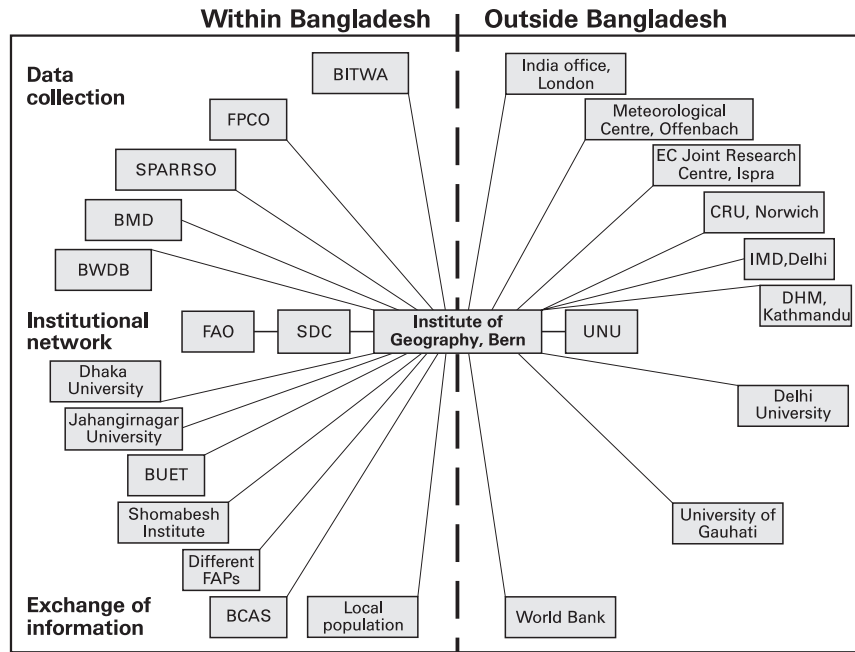 Within Bangladesh
Outside Bangladesh
Data
collection
BITWA
FPCO
SPARRSO
BMD
BWDB
India office,
London
Meteorological
Centre, Offenbach
EC Joint Research
Centre, Ispra
CRU, Norwich
IMD,Delhi
DHM,
Kathmandu
Institutional
network
FAO
SDC
Institute of
Geography, Bern
UNU
Dhaka
University
Jahangirnagar
University
BUET
Shomabesh
Institute
Different
FAPs
BCAS
Local
population
Delhi
University
University of
Gauhati
World Bank
Exchange of
information